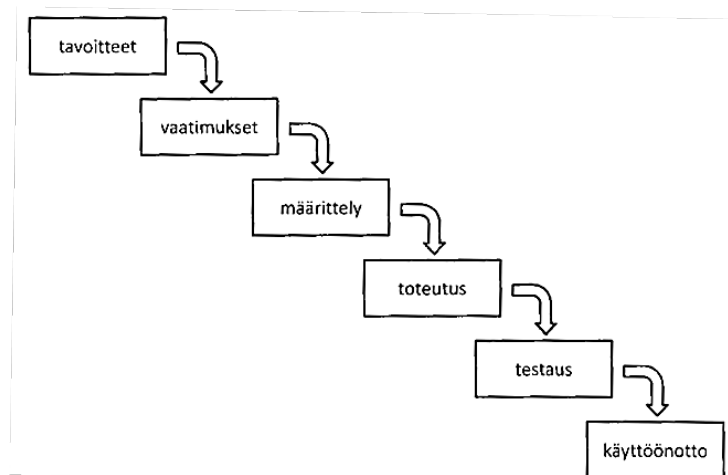 tavoitteet
vaatimukset
määrittely
toteutus
testaus
käyttöönotto